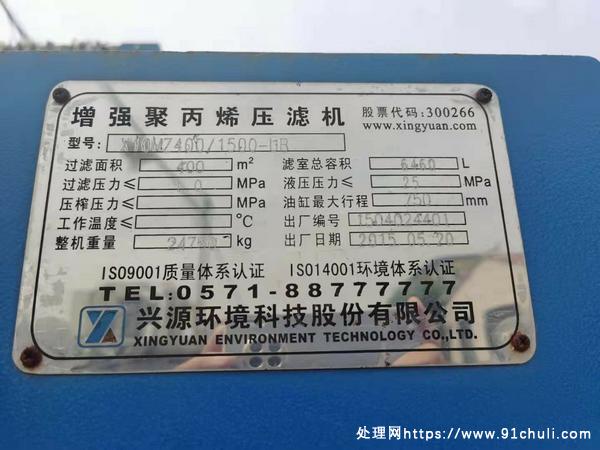 增强聚丙烯压滤机
股票代码:300266
www.xingyuan.com
型号: /1500-
过滤面积 400 m²
滤室总容积 6460 L
过滤压力≤ MPa
液压压力≤ 25 MPa
压榨压力≤ MPa
油缸最大行程 750 mm
工作温度≤ ℃
出厂编号 1504024401
整机重量 kg
出厂日期 2015.05.20
ISO9001质量体系认证 ISO14001环境体系认证
TEL:0571-88777777
兴源环境科技股份有限公司
XINGYUAN ENVIRONMENT TECHNOLOGY CO.,LTD.
处理网https://www.91chuli.com